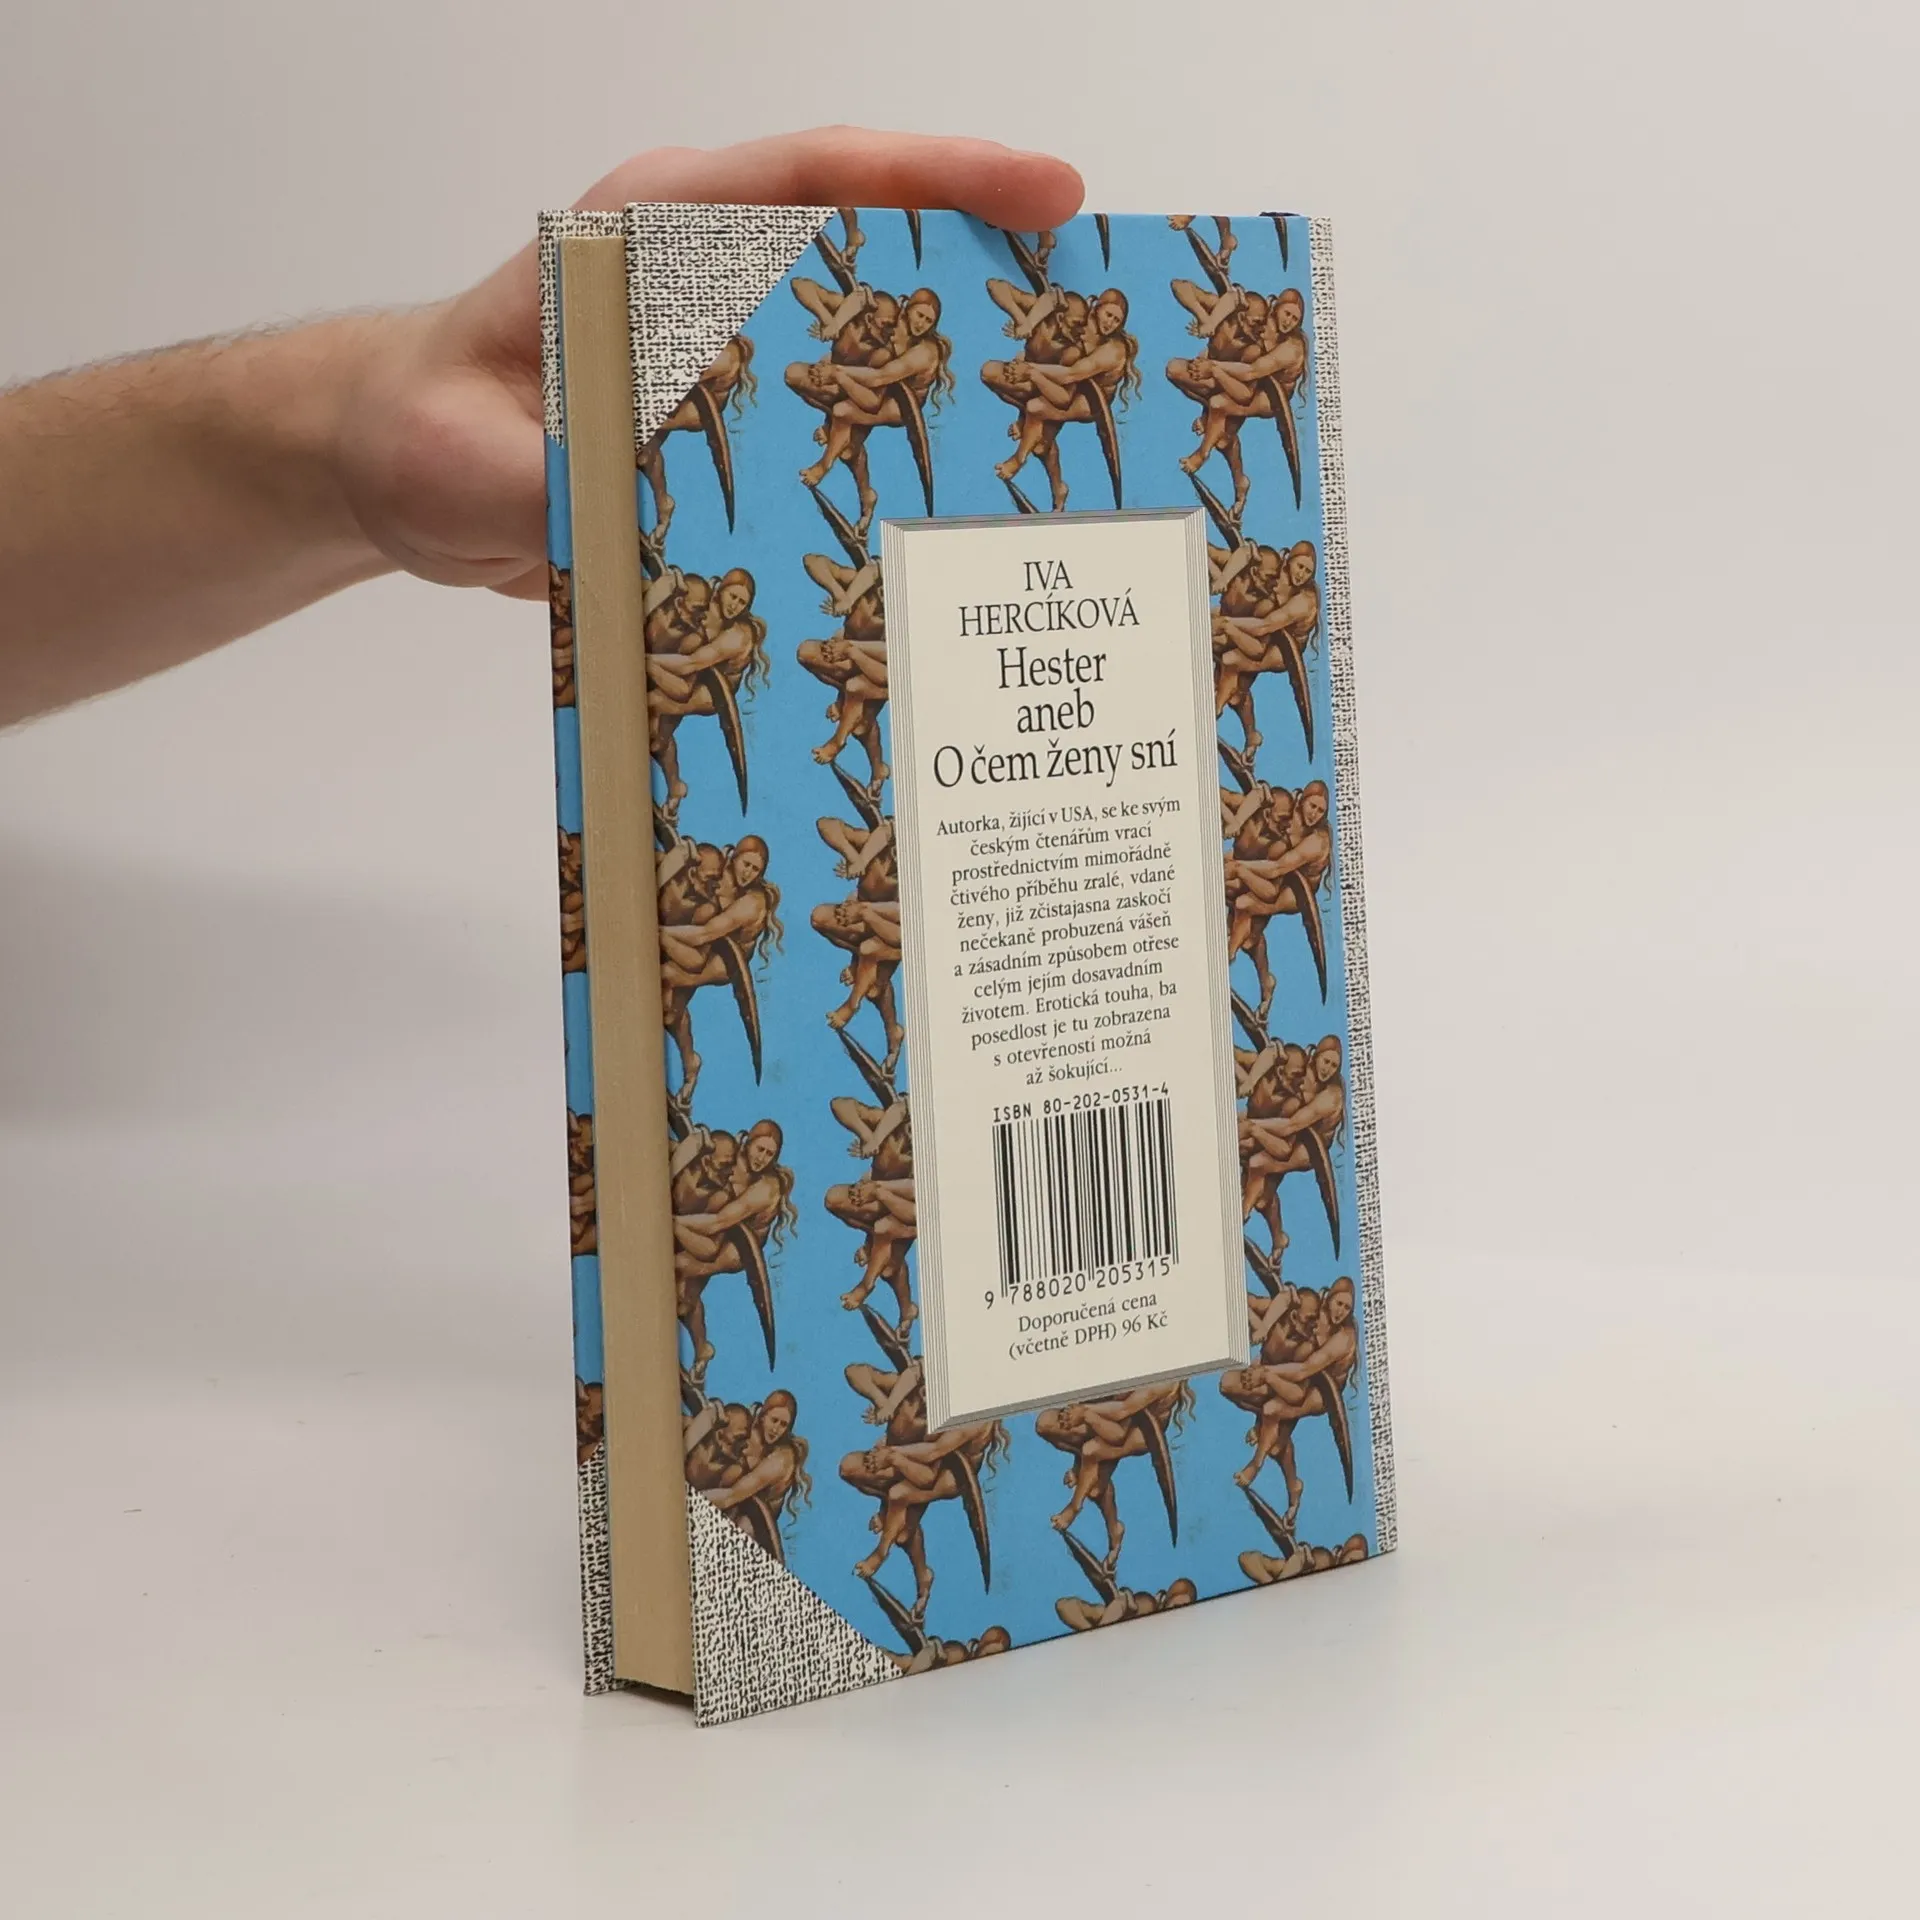 IVA
HERCÍKOVÁ
Hester
aneb
O čem ženy sní
Autorka, žijící v USA, se ke svým
českým čtenářům vrací
prostřednictvím mimořádně
čtivého příběhu zralé, vdané
ženy, již zčistajasna zaskočí
nečekaně probuzená vášeň
a zásadním způsobem otřese
celým jejím dosavadním
životem. Erotická touha, ba
posedlost je tu zobrazena
s otevřeností možná
až šokující...
ISBN 80-202-0531-4
9 788020 205315
Doporučená cena
(včetně DPH) 96 Kč